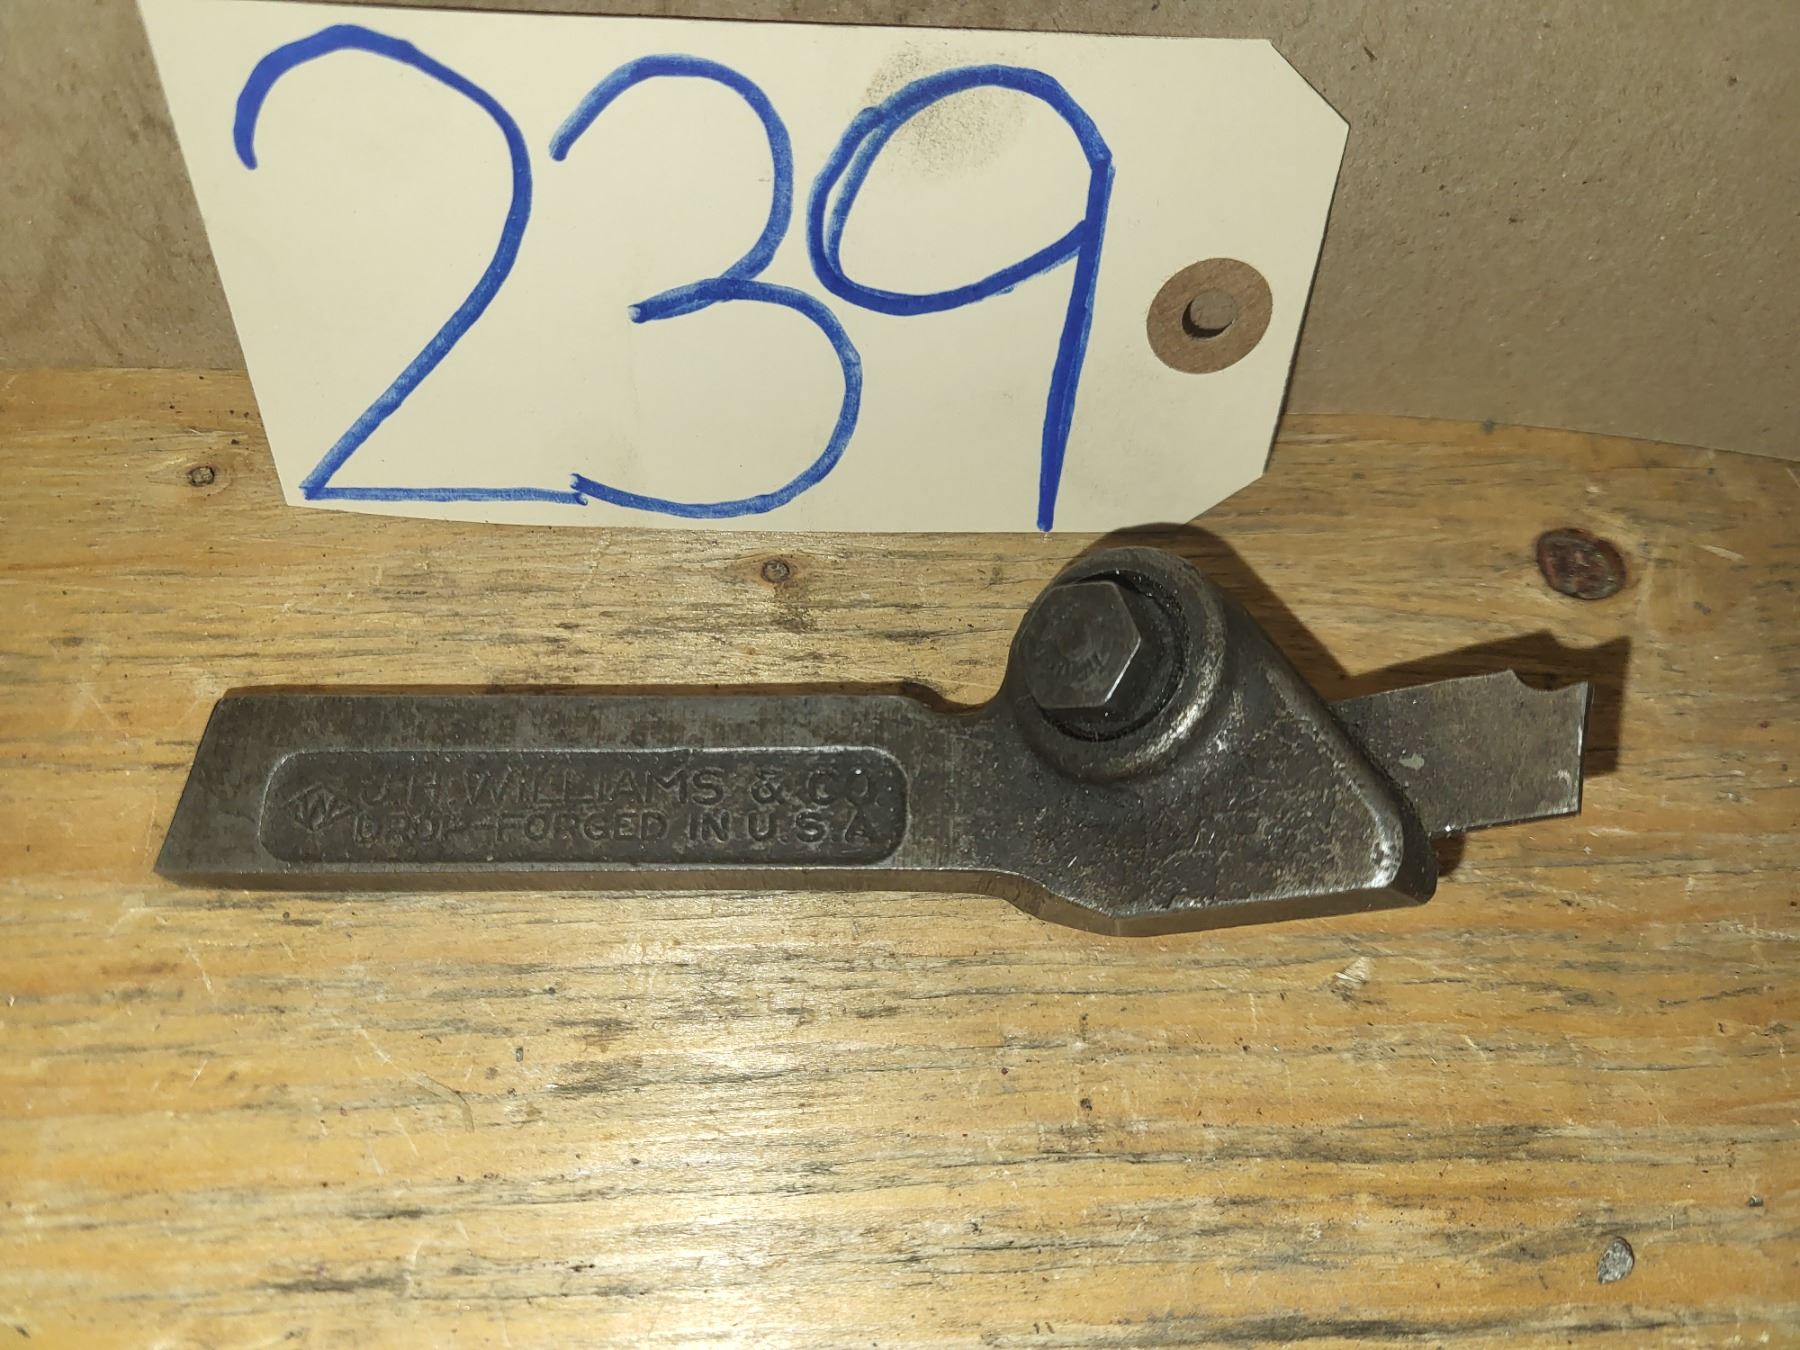 239
J.H. WILLIAMS & CO.
W
DROP-FORGED IN U.S.A.